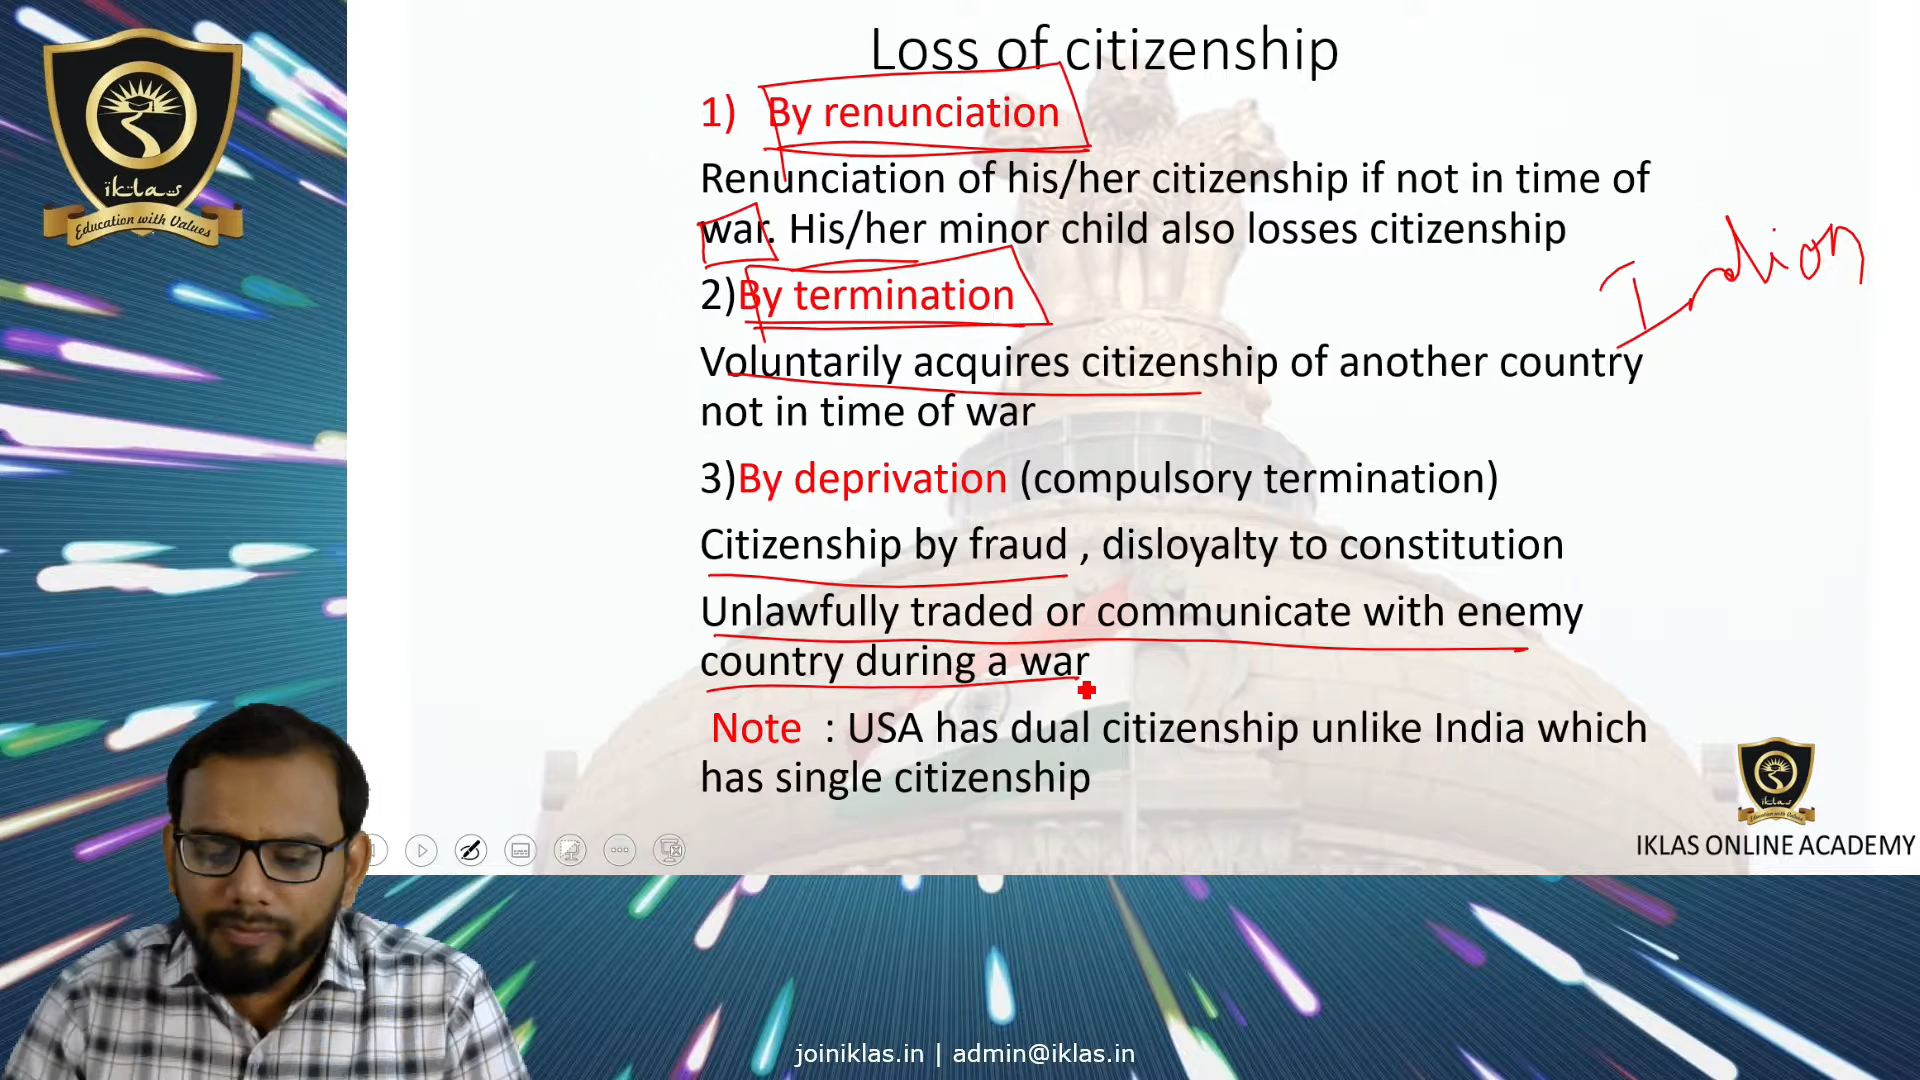 Loss of citizenship
1) By renunciation
Renunciation of his/her citizenship if not in time of
war. His/her minor child also losses citizenship
2)By termination
Indian
Voluntarily acquires citizenship of another country
not in time of war
3)By deprivation (compulsory termination)
Citizenship by fraud , disloyalty to constitution
Unlawfully traded or communicate with enemy
country during a war
Note : USA has dual citizenship unlike India which
has single citizenship
iklas
Education with Values
iklas
Education with Values
IKLAS ONLINE ACADEMY
joiniklas.in | admin@iklas.in